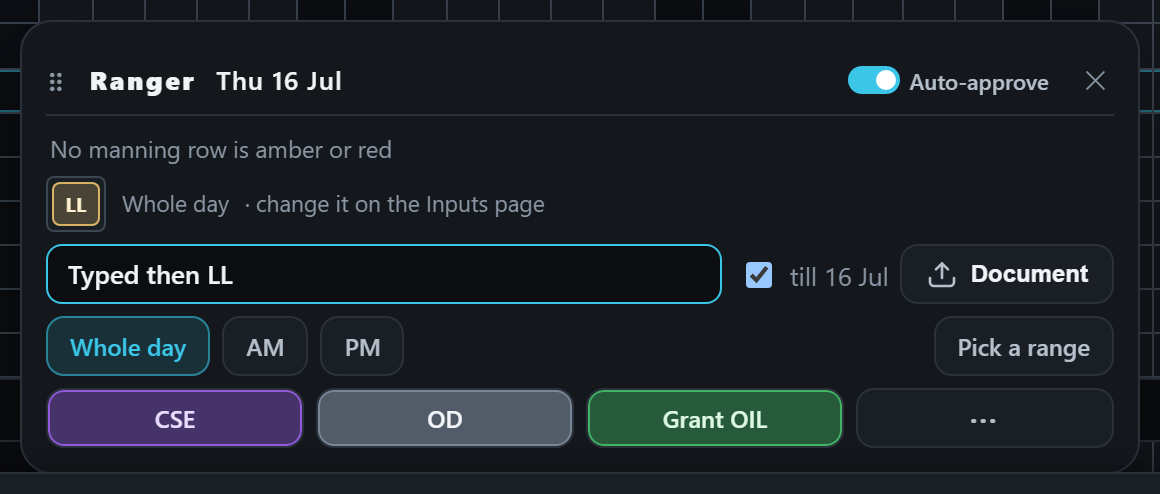 Ranger Thu 16 Jul Auto-approve
No manning row is amber or red
LL Whole day · change it on the Inputs page
Typed then LL till 16 Jul Document
Whole day AM PM Pick a range
CSE OD Grant OIL ...